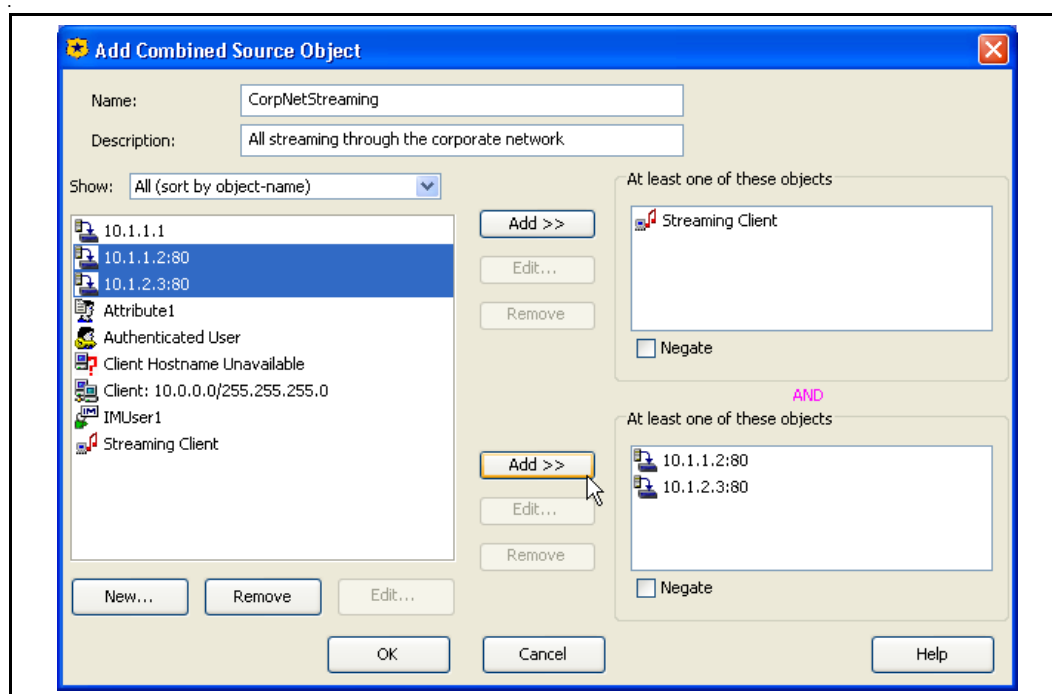 Add Combined Source Object
Name: CorpNetStreaming
Description: All streaming through the corporate network
Show: All (sort by object-name)
10.1.1.1
10.1.1.2:80
10.1.2.3:80
Attribute1
Authenticated User
Client Hostname Unavailable
Client: 10.0.0.0/255.255.255.0
IMUser1
Streaming Client
New... Remove Edit...
Add >>
Edit...
Remove
At least one of these objects
Streaming Client
Negate
AND
Add >>
Edit...
Remove
At least one of these objects
10.1.1.2:80
10.1.2.3:80
Negate
OK Cancel Help